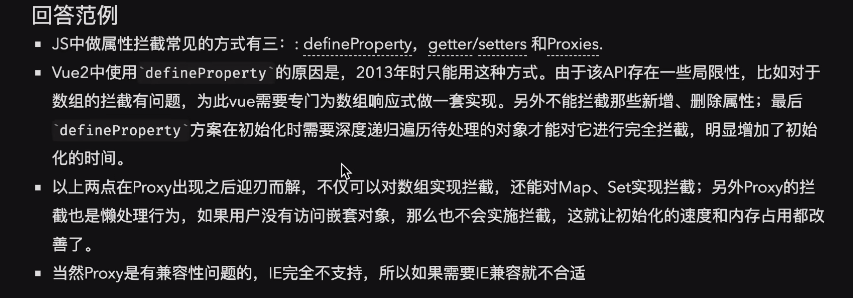 回答范例
▪ JS中做属性拦截常见的方式有三：: defineProperty，getter/setters 和Proxies.
▪ Vue2中使用`defineProperty`的原因是，2013年时只能用这种方式。由于该API存在一些局限性，比如对于
数组的拦截有问题，为此vue需要专门为数组响应式做一套实现。另外不能拦截那些新增、删除属性；最后
`defineProperty`方案在初始化时需要深度递归遍历待处理的对象才能对它进行完全拦截，明显增加了初始
化的时间。
▪ 以上两点在Proxy出现之后迎刃而解，不仅可以对数组实现拦截，还能对Map、Set实现拦截；另外Proxy的拦
截也是懒处理行为，如果用户没有访问嵌套对象，那么也不会实施拦截，这就让初始化的速度和内存占用都改
善了。
▪ 当然Proxy是有兼容性问题的，IE完全不支持，所以如果需要IE兼容就不合适